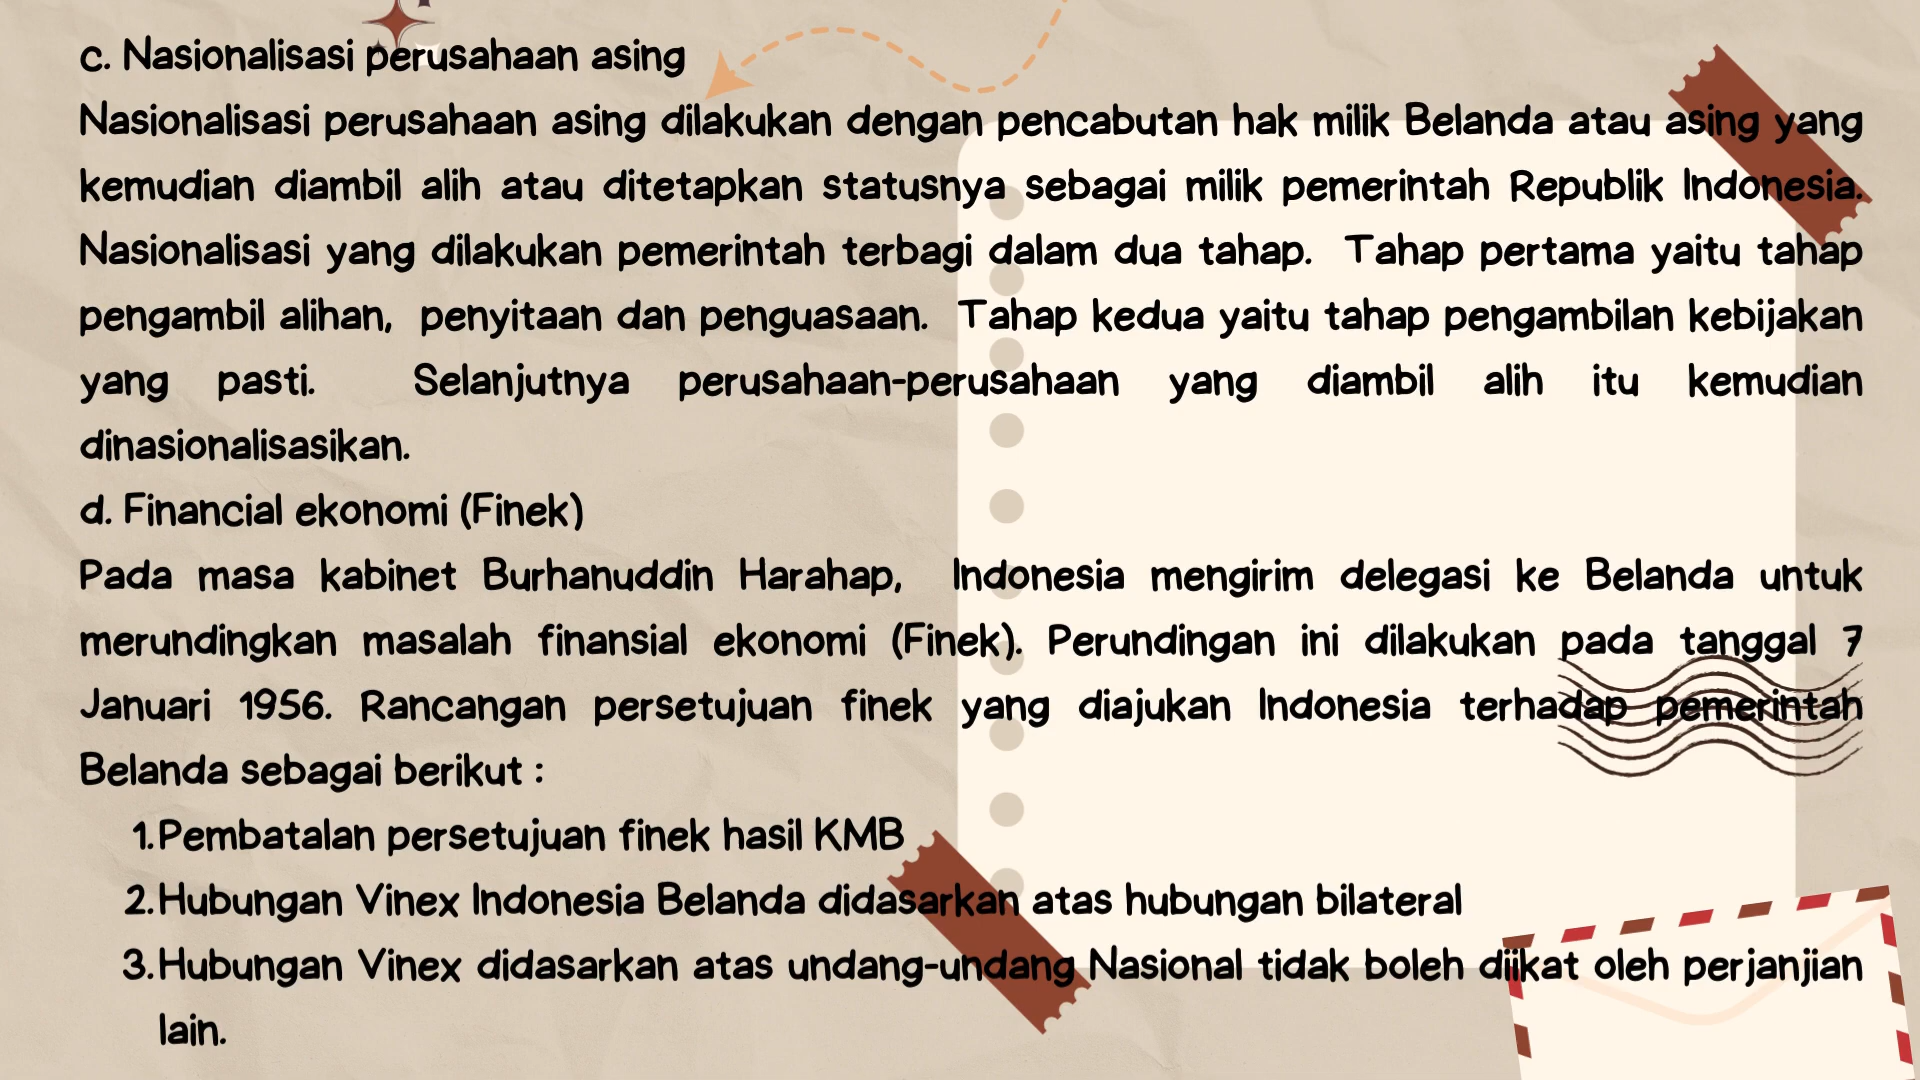 c. Nasionalisasi perusahaan asing
Nasionalisasi perusahaan asing dilakukan dengan pencabutan hak milik Belanda atau asing yang
kemudian diambil alih atau ditetapkan statusnya sebagai milik pemerintah Republik Indonesia.
Nasionalisasi yang dilakukan pemerintah terbagi dalam dua tahap. Tahap pertama yaitu tahap
pengambil alihan, penyitaan dan penguasaan. Tahap kedua yaitu tahap pengambilan kebijakan
yang pasti. Selanjutnya perusahaan-perusahaan yang diambil alih itu kemudian
dinasionalisasikan.
d. Financial ekonomi (Finek)
Pada masa kabinet Burhanuddin Harahap, Indonesia mengirim delegasi ke Belanda untuk
merundingkan masalah finansial ekonomi (Finek). Perundingan ini dilakukan pada tanggal 7
Januari 1956. Rancangan persetujuan finek yang diajukan Indonesia terhadap pemerintah
Belanda sebagai berikut :
1. Pembatalan persetujuan finek hasil KMB
2. Hubungan Vinex Indonesia Belanda didasarkan atas hubungan bilateral
3. Hubungan Vinex didasarkan atas undang-undang Nasional tidak boleh diikat oleh perjanjian
lain.